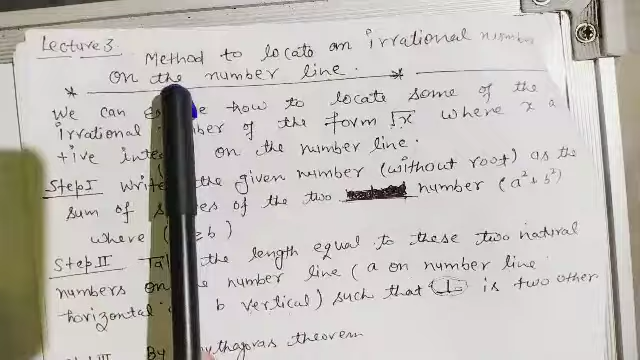 Lecture 3.
Method to locate an irrational number
on the number line.
We can how to locate some of the
irrational of the form √x where x a
+ive on the number line.
Step I Write the given number (without root) as the
sum of of the two number (a² + b²)
where
Step II the length equal to these two natural
numbers on number line (a on number line
horizontal b vertical) such that ⊥ is two other
By theorem